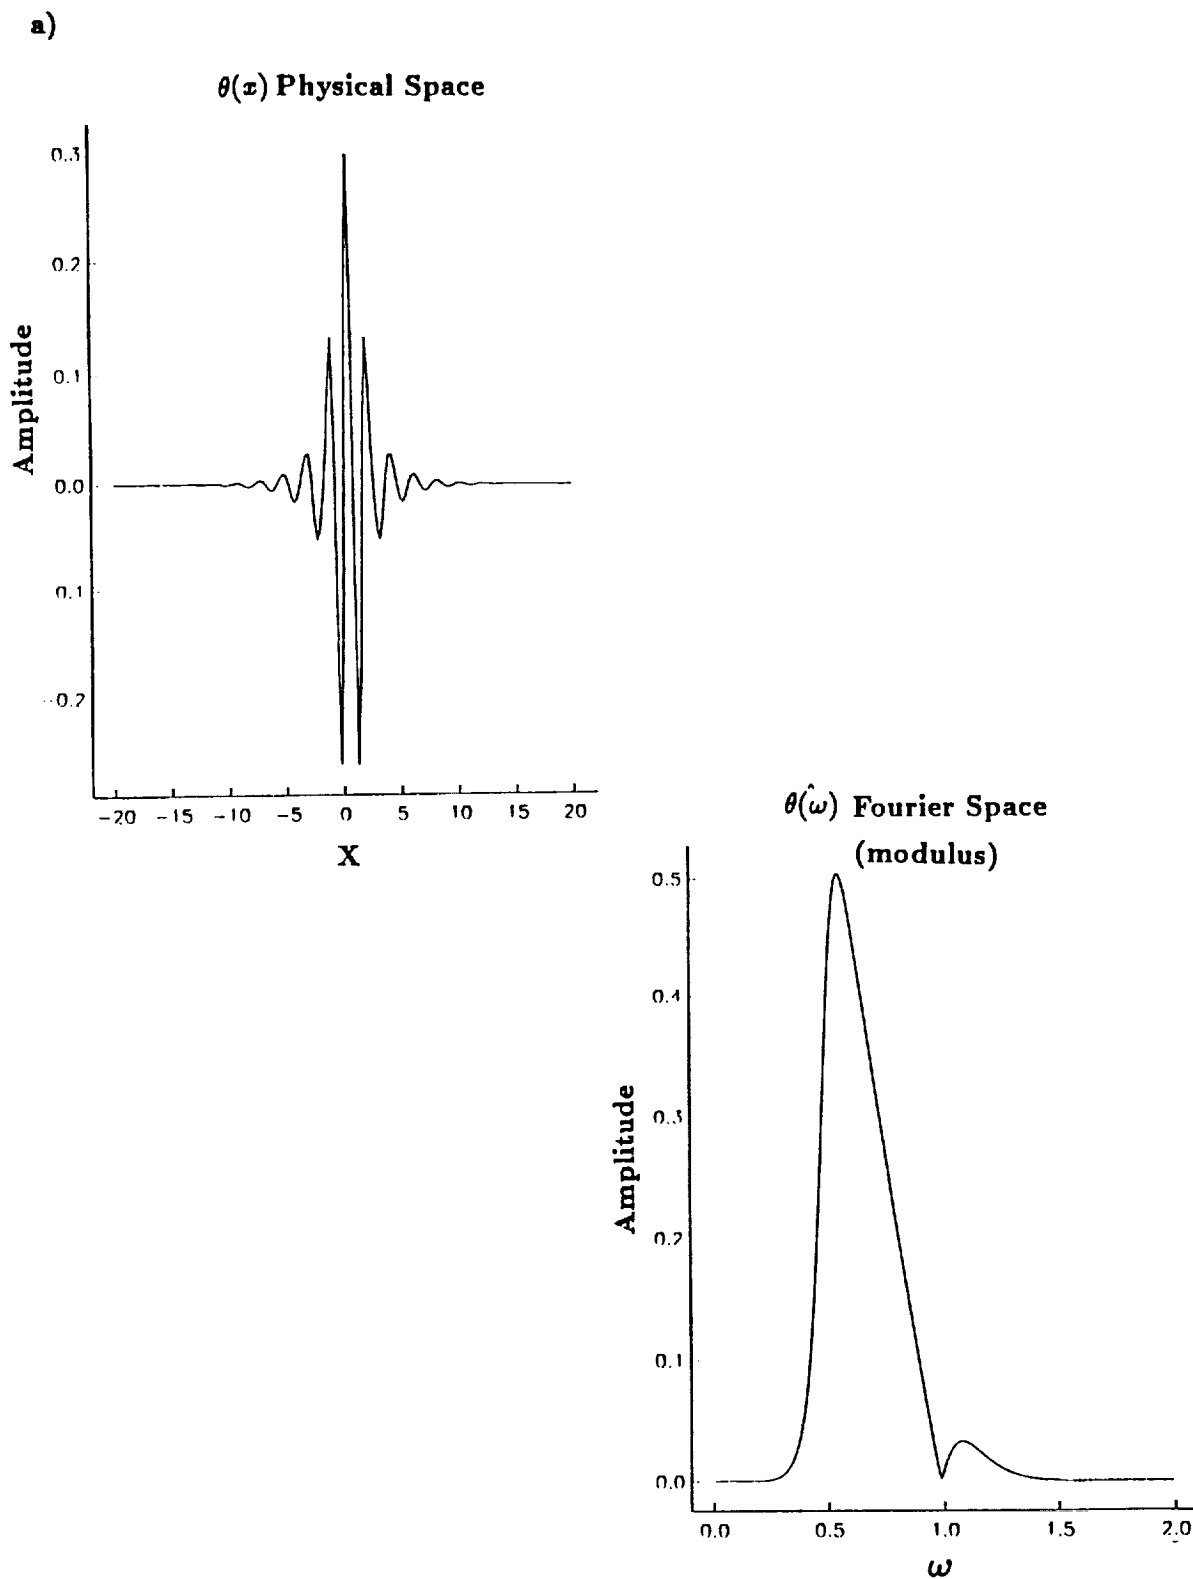 a)
θ(x) Physical Space
0.3
0.2
0.1
0.0
0.1
-0.2
Amplitude
-20 -15 -10 -5 0 5 10 15 20
X
θ(ω̂) Fourier Space
(modulus)
0.5
0.4
0.3
0.2
0.1
0.0
Amplitude
0.0 0.5 1.0 1.5 2.0
ω